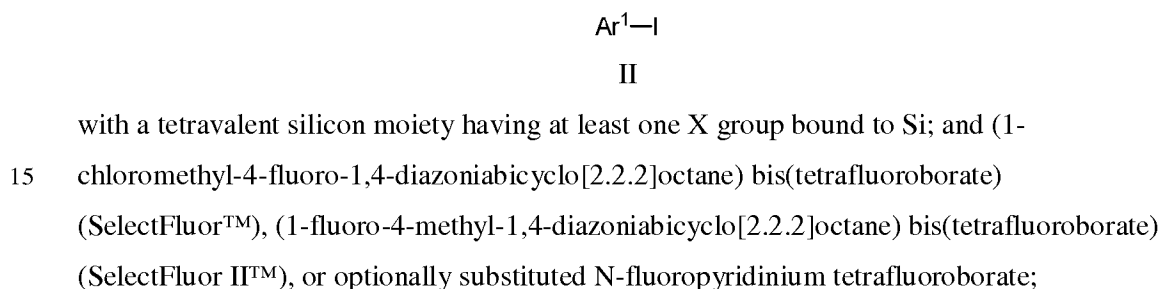 Ar¹—I
II
with a tetravalent silicon moiety having at least one X group bound to Si; and (1-
15 chloromethyl-4-fluoro-1,4-diazoniabicyclo[2.2.2]octane) bis(tetrafluoroborate)
(SelectFluor™), (1-fluoro-4-methyl-1,4-diazoniabicyclo[2.2.2]octane) bis(tetrafluoroborate)
(SelectFluor II™), or optionally substituted N-fluoropyridinium tetrafluoroborate;